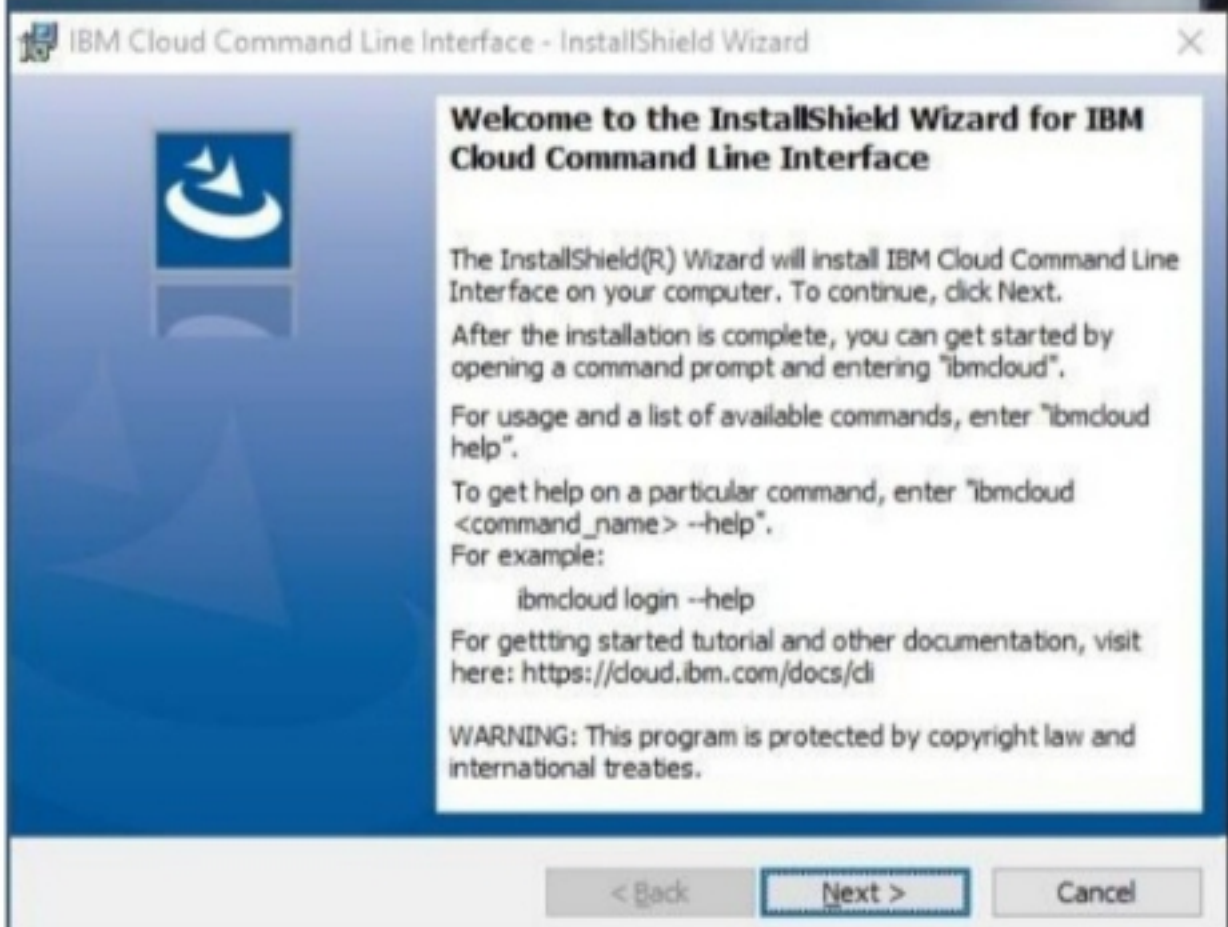 IBM Cloud Command Line Interface - InstallShield Wizard
Welcome to the InstallShield Wizard for IBM
Cloud Command Line Interface
The InstallShield(R) Wizard will install IBM Cloud Command Line
Interface on your computer. To continue, click Next.
After the installation is complete, you can get started by
opening a command prompt and entering "ibmcloud".
For usage and a list of available commands, enter "ibmcloud
help".
To get help on a particular command, enter "ibmcloud
<command_name> --help".
For example:
ibmcloud login --help
For gettting started tutorial and other documentation, visit
here: https://cloud.ibm.com/docs/cli
WARNING: This program is protected by copyright law and
international treaties.
< Back
Next >
Cancel